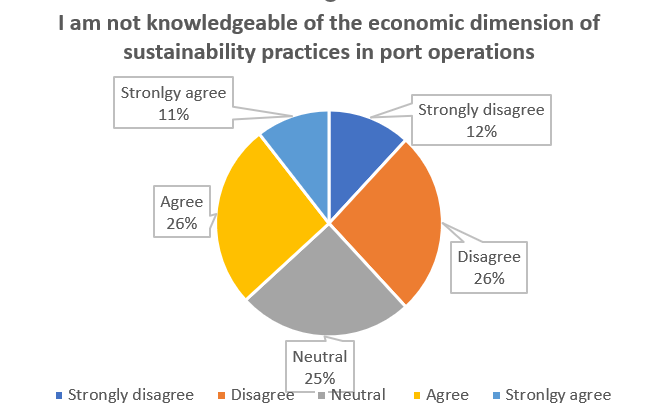 I am not knowledgeable of the economic dimension of
sustainability practices in port operations
Stronlgy agree
11%
Strongly disagree
12%
Agree
26%
Disagree
26%
Neutral
25%
Strongly disagree
Disagree
Neutral
Agree
Stronlgy agree